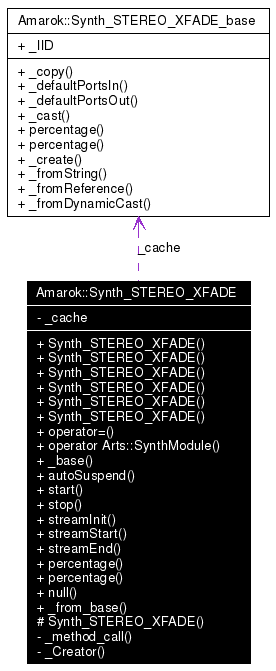 Amarok::Synth_STEREO_XFADE_base
+ _IID
+ _copy()
+ _defaultPortsIn()
+ _defaultPortsOut()
+ _cast()
+ percentage()
+ percentage()
+ _create()
+ _fromString()
+ _fromReference()
+ _fromDynamicCast()
_cache
Amarok::Synth_STEREO_XFADE
- _cache
+ Synth_STEREO_XFADE()
+ Synth_STEREO_XFADE()
+ Synth_STEREO_XFADE()
+ Synth_STEREO_XFADE()
+ Synth_STEREO_XFADE()
+ Synth_STEREO_XFADE()
+ operator=()
+ operator Arts::SynthModule()
+ _base()
+ autoSuspend()
+ start()
+ stop()
+ streamInit()
+ streamStart()
+ streamEnd()
+ percentage()
+ percentage()
+ null()
+ _from_base()
# Synth_STEREO_XFADE()
- _method_call()
- _Creator()